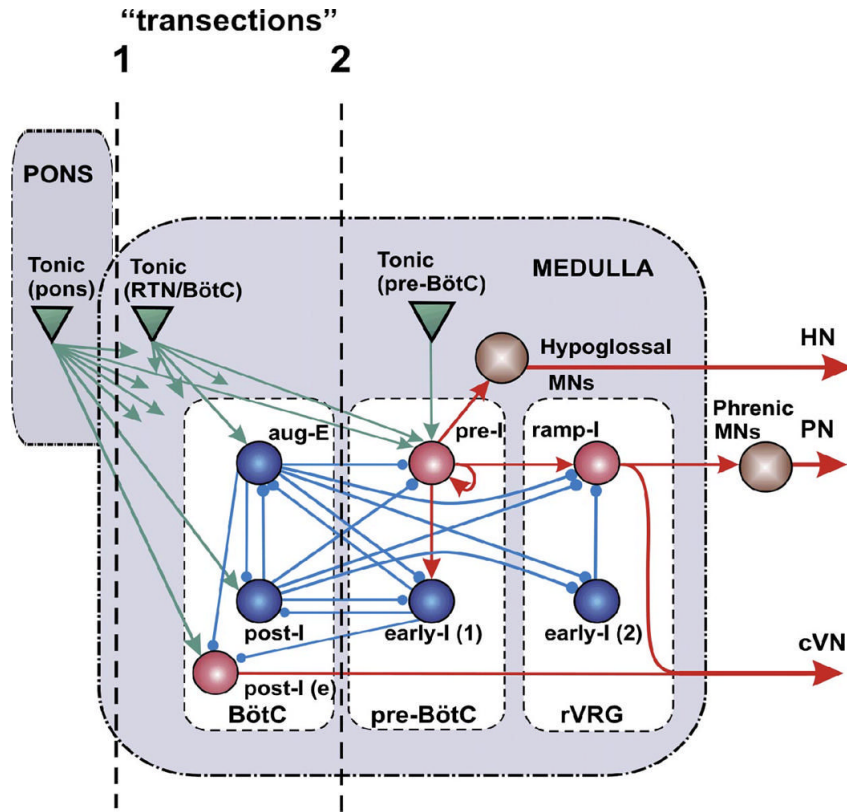 “transections”
1
2
PONS
Tonic
(pons)
Tonic
(RTN/BötC)
Tonic
(pre-BötC)
MEDULLA
HN
Hypoglossal
MNs
Phrenic
MNs
PN
aug-E
pre-I
ramp-I
post-I
early-I (1)
early-I (2)
cVN
post-I (e)
BötC
pre-BötC
rVRG